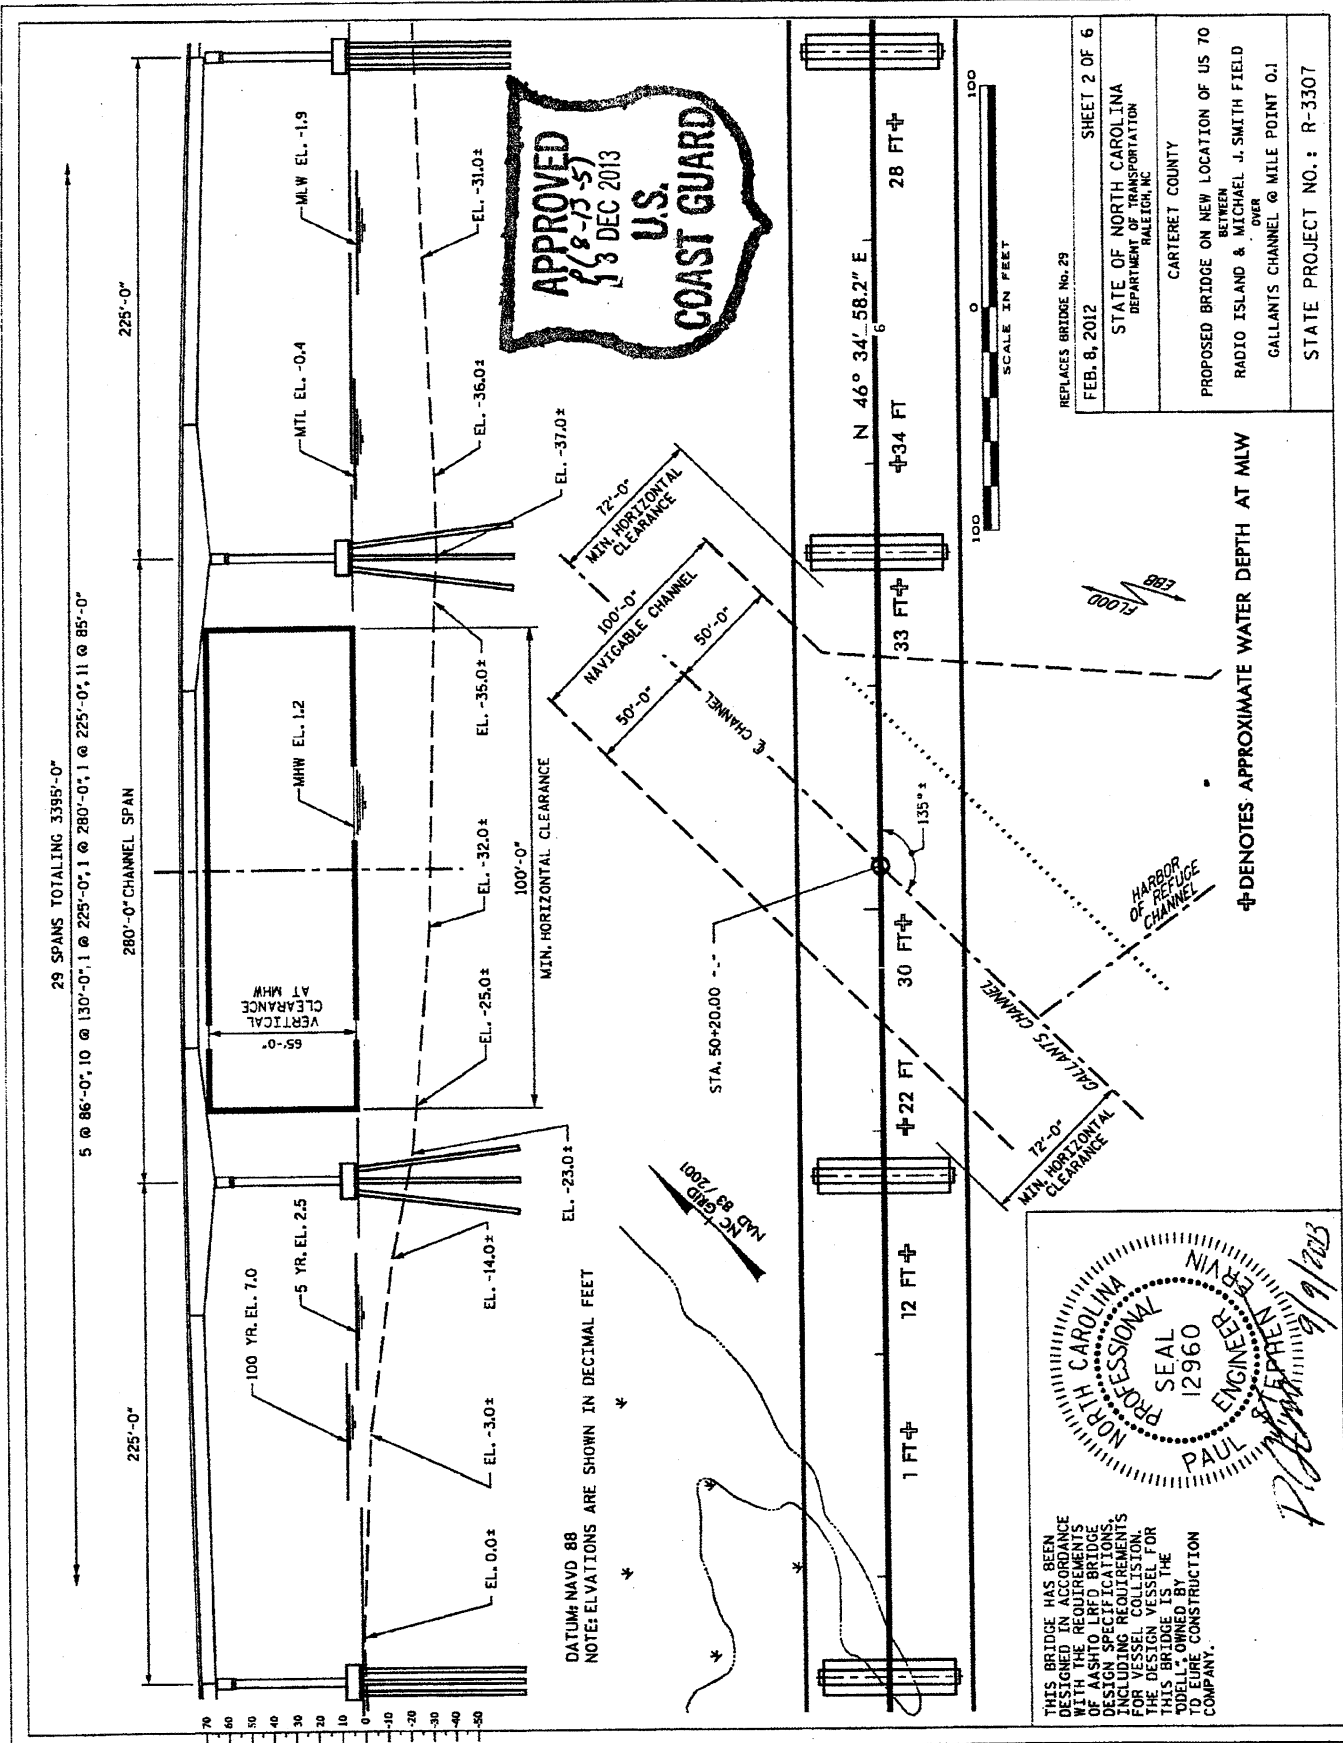 29 SPANS TOTALING 3395'-0"
5 @ 86'-0", 10 @ 130'-0", 1 @ 225'-0", 1 @ 280'-0", 1 @ 225'-0", 11 @ 85'-0"
225'-0"
280'-0" CHANNEL SPAN
225'-0"
65'-0"
VERTICAL
CLEARANCE
AT MHW
100 YR. EL. 7.0
5 YR. EL. 2.5
MHW EL. 1.2
MTL EL. -0.4
MLW EL. -1.9
70
60
50
40
30
20
10
0
-10
-20
-30
-40
-50
EL. 0.0±
EL. -3.0±
EL. -14.0±
EL. -23.0±
EL. -25.0±
EL. -32.0±
EL. -35.0±
EL. -37.0±
EL. -36.0±
EL. -31.0±
100'-0"
MIN. HORIZONTAL CLEARANCE
DATUM: NAVD 88
NOTE: ELVATIONS ARE SHOWN IN DECIMAL FEET
APPROVED
3 DEC 2013
U.S.
COAST GUARD
NC GRID
NAD 83 / 2001
STA. 50+20.00 -.-
100'-0"
NAVIGABLE CHANNEL
50'-0"
50'-0"
℄ CHANNEL
72'-0"
MIN. HORIZONTAL
CLEARANCE
1 FT
12 FT
22 FT
30 FT
33 FT
34 FT
28 FT
N 46° 34' 58.2" E
6
135°±
GALLANTS CHANNEL
HARBOR
OF REFUGE
CHANNEL
72'-0"
MIN. HORIZONTAL
CLEARANCE
FLOOD
EBB
100
0
100
SCALE IN FEET
DENOTES APPROXIMATE WATER DEPTH AT MLW
THIS BRIDGE HAS BEEN
DESIGNED IN ACCORDANCE
WITH THE REQUIREMENTS
OF AASHTO LRFD BRIDGE
DESIGN SPECIFICATIONS,
INCLUDING REQUIREMENTS
FOR VESSEL COLLISION.
THE DESIGN VESSEL FOR
THIS BRIDGE IS THE
"ODELL", OWNED BY
TO EURE CONSTRUCTION
COMPANY.
NORTH CAROLINA
PROFESSIONAL
SEAL
12960
ENGINEER
PAUL STEPHEN ERVIN
9/9/2013
REPLACES BRIDGE No. 29
FEB. 8, 2012 SHEET 2 OF 6
STATE OF NORTH CAROLINA
DEPARTMENT OF TRANSPORTATION
RALEIGH, NC
CARTERET COUNTY
PROPOSED BRIDGE ON NEW LOCATION OF US 70
BETWEEN
RADIO ISLAND & MICHAEL J. SMITH FIELD
OVER
GALLANTS CHANNEL @ MILE POINT 0.1
STATE PROJECT NO.: R-3307